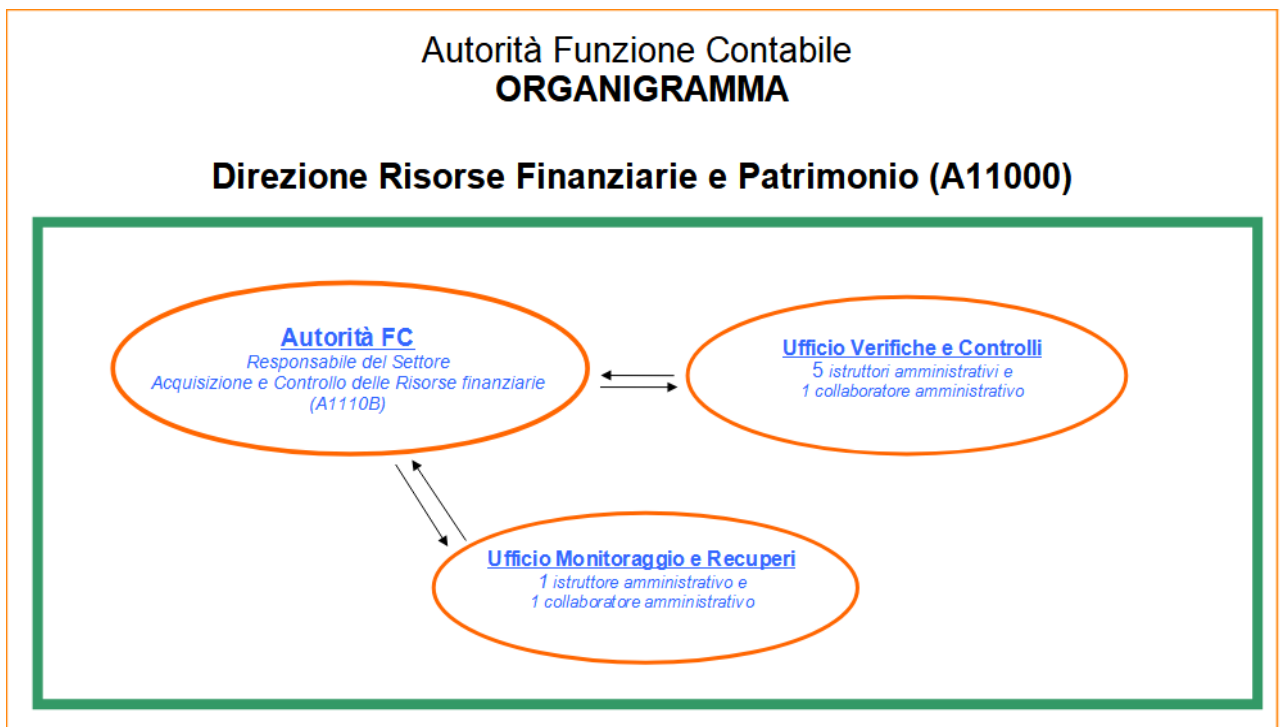 Autorità Funzione Contabile
ORGANIGRAMMA
Direzione Risorse Finanziarie e Patrimonio (A11000)
Autorità FC
Responsabile del Settore
Acquisizione e Controllo delle Risorse finanziarie
(A1110B)
Ufficio Verifiche e Controlli
5 istruttori amministrativi e
1 collaboratore amministrativo
Ufficio Monitoraggio e Recuperi
1 istruttore amministrativo e
1 collaboratore amministrativo